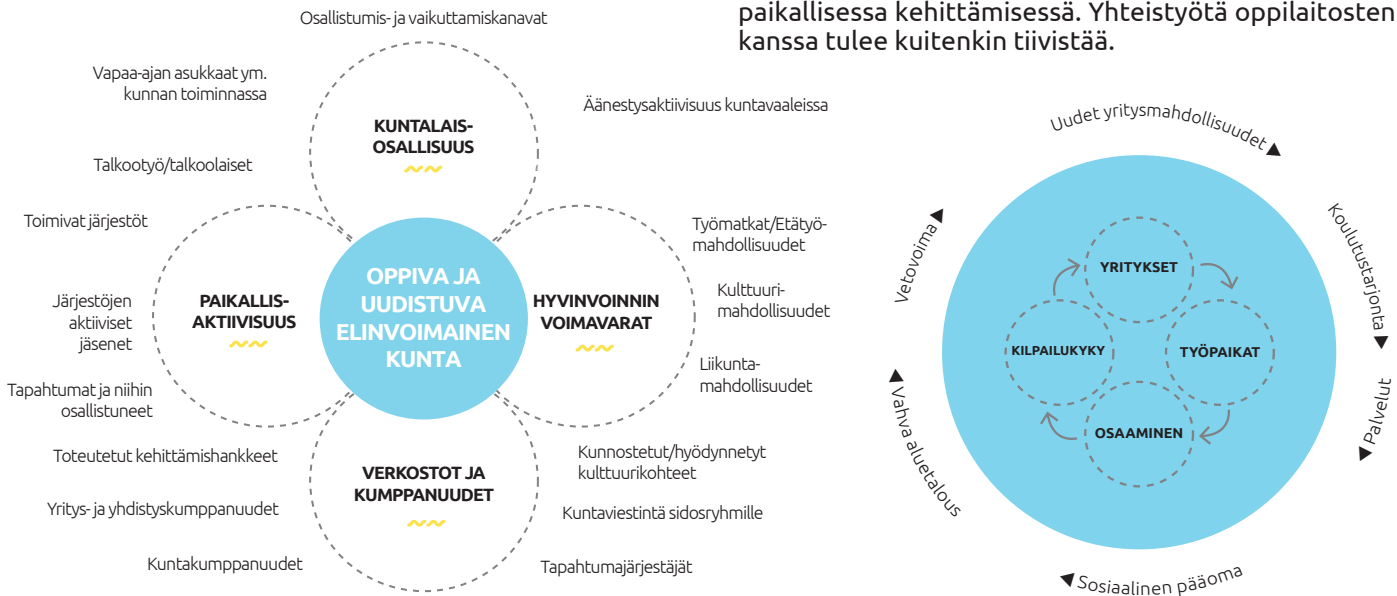 paikallisessa kehittämisessä. Yhteistyötä oppilaitosten
kanssa tulee kuitenkin tiivistää.
Osallistumis- ja vaikuttamiskanavat
Vapaa-ajan asukkaat ym.
kunnan toiminnassa
Äänestysaktiivisuus kuntavaaleissa
KUNTALAIS-
OSALLISUUS
Talkootyö/talkoolaiset
Toimivat järjestöt
Järjestöjen
aktiiviset
jäsenet
Tapahtumat ja niihin
osallistuneet
PAIKALLIS-
AKTIIVISUUS
OPPIVA JA
UUDISTUVA
ELINVOIMAINEN
KUNTA
HYVINVOINNIN
VOIMAVARAT
Työmatkat/Etätyö-
mahdollisuudet
Kulttuuri-
mahdollisuudet
Liikunta-
mahdollisuudet
Toteutetut kehittämishankkeet
Yritys- ja yhdistyskumppanuudet
Kuntakumppanuudet
VERKOSTOT JA
KUMPPANUUDET
Kunnostetut/hyödynnetyt
kulttuurikohteet
Kuntaviestintä sidosryhmille
Tapahtumajärjestäjät
Uudet yritysmahdollisuudet
Koulutustarjonta
Palvelut
Sosiaalinen pääoma
Vahva aluetalous
Vetovoima
YRITYKSET
TYÖPAIKAT
OSAAMINEN
KILPAILUKYKY